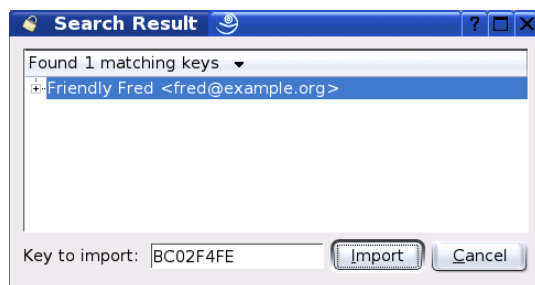 Search Result
Found 1 matching keys
Friendly Fred <fred@example.org>
Key to import: BC02F4FE Import Cancel